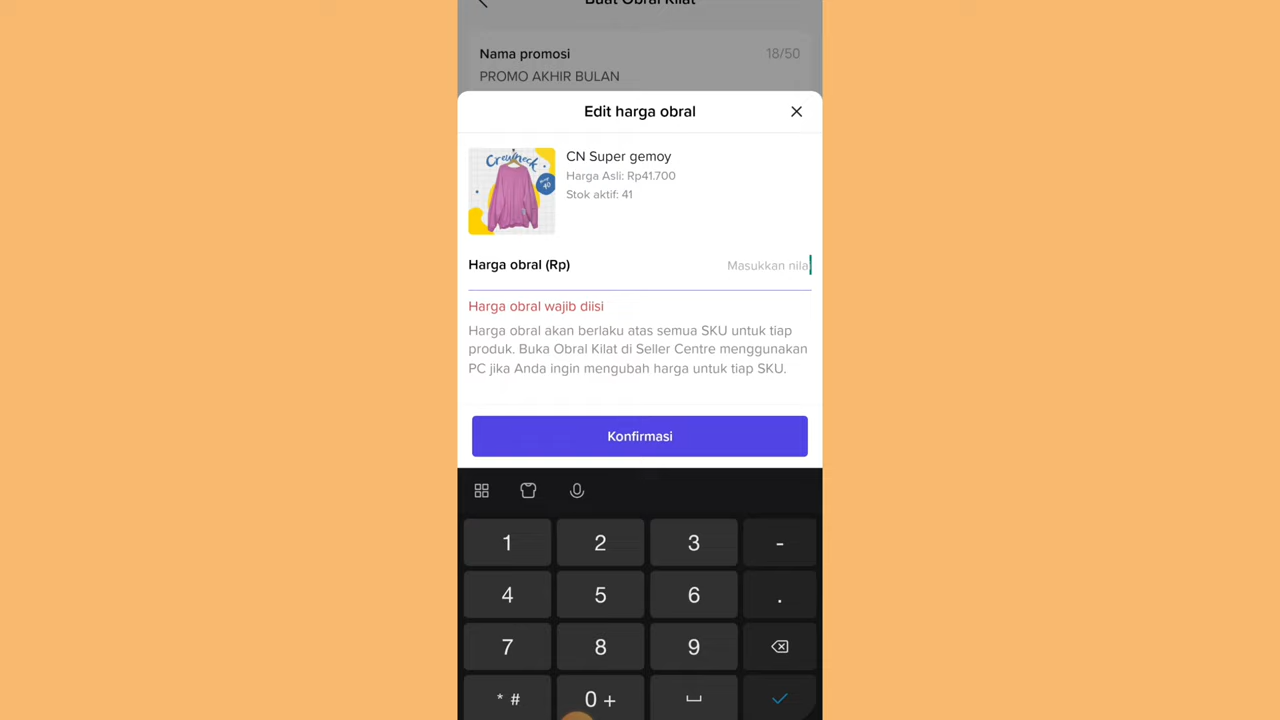 Buat Obral Kilat
Nama promosi 18/50
PROMO AKHIR BULAN
Edit harga obral
Crewneck
40
CN Super gemoy
Harga Asli: Rp41.700
Stok aktif: 41
Harga obral (Rp) Masukkan nila
Harga obral wajib diisi
Harga obral akan berlaku atas semua SKU untuk tiap
produk. Buka Obral Kilat di Seller Centre menggunakan
PC jika Anda ingin mengubah harga untuk tiap SKU.
Konfirmasi
1 2 3 -
4 5 6 .
7 8 9
* # 0 +